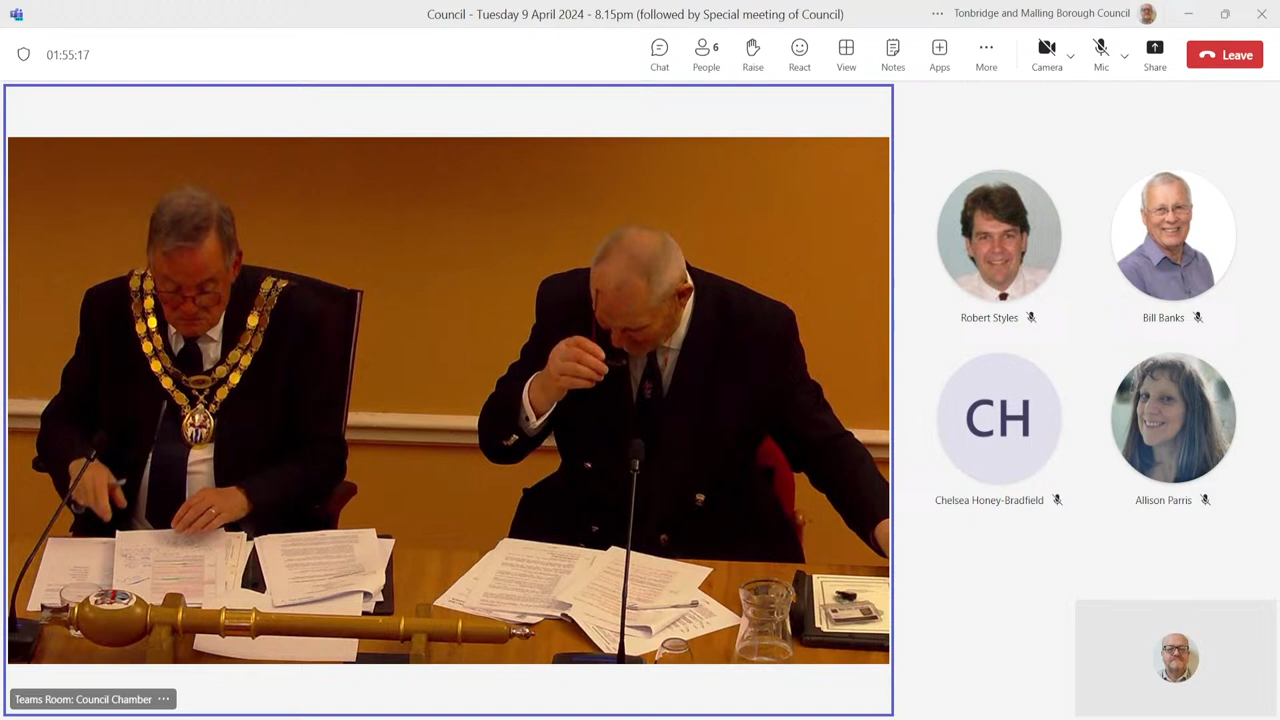 Council - Tuesday 9 April 2024 - 8.15pm (followed by Special meeting of Council)
Tonbridge and Malling Borough Council
01:55:17
6
Chat
People
Raise
React
View
Notes
Apps
More
Camera
Mic
Share
Leave
Robert Styles
Bill Banks
CH
Chelsea Honey-Bradfield
Allison Parris
Teams Room: Council Chamber